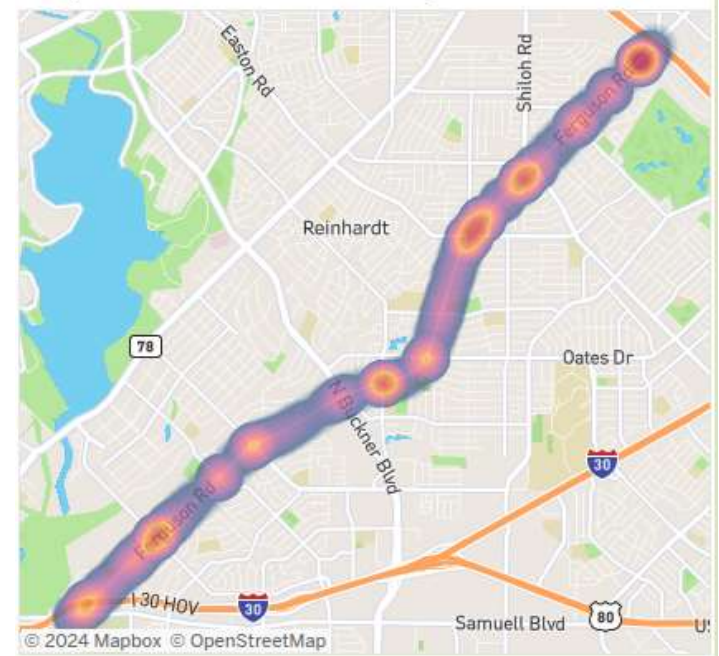 Easton Rd
Shiloh Rd
Ferguson Rd
Reinhardt
78
Oates Dr
N Buckner Blvd
30
Ferguson Rd
I 30 HOV
30
Samuell Blvd
80
US
© 2024 Mapbox © OpenStreetMap